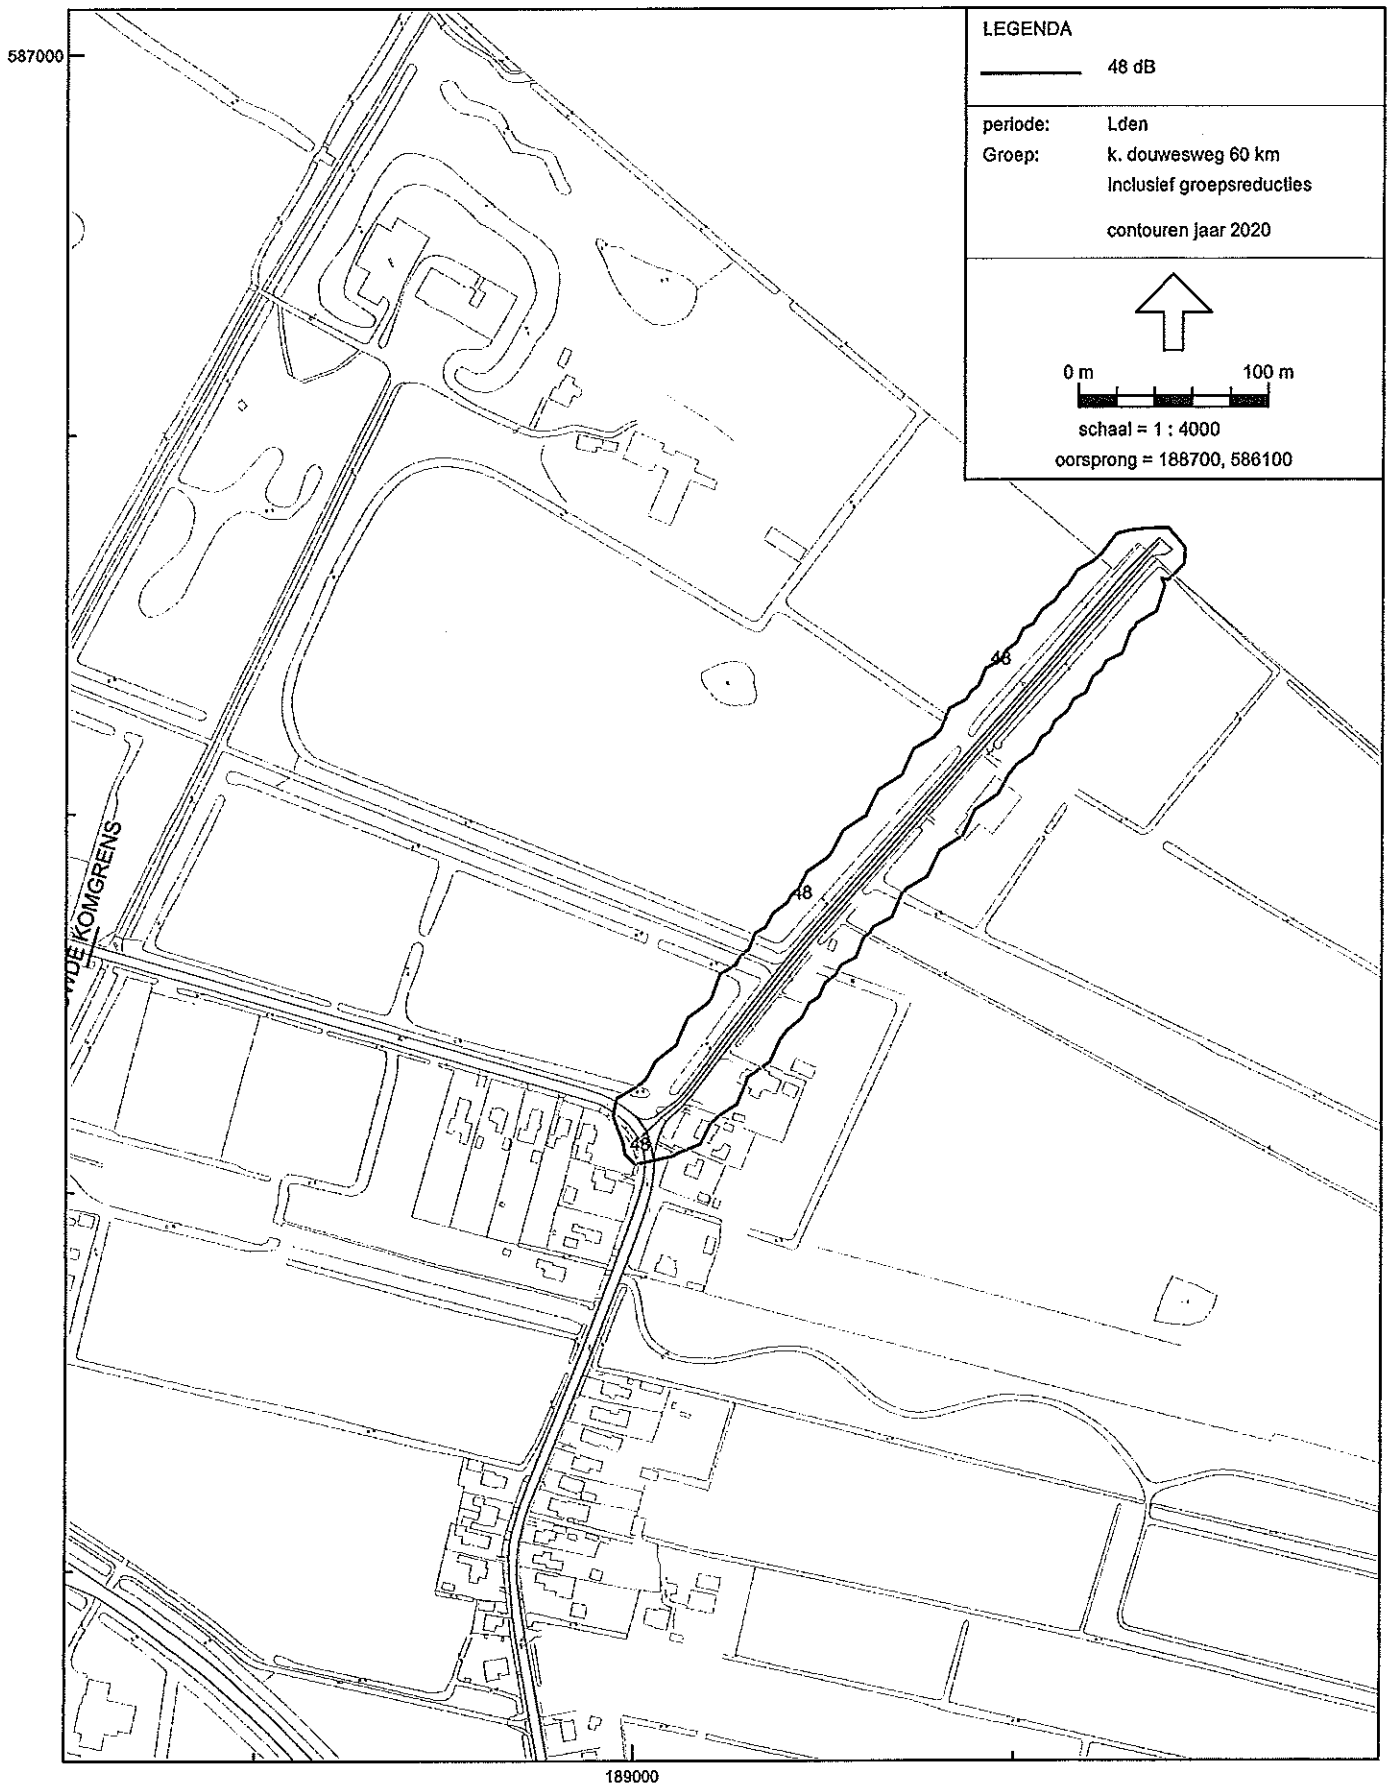 587000
LEGENDA
48 dB
periode: Lden
Groep: k. douwesweg 60 km
inclusief groepsreducties
contouren jaar 2020
0 m 100 m
schaal = 1 : 4000
oorsprong = 188700, 586100
48
48
KOMGRENS
48
189000